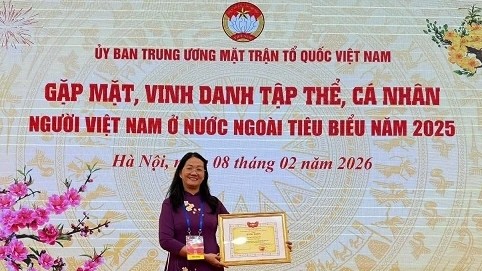 ỦY BAN TRUNG ƯƠNG MẶT TRẬN TỔ QUỐC VIỆT NAM
GẶP MẶT, VINH DANH TẬP THỂ, CÁ NHÂN
NGƯỜI VIỆT NAM Ở NƯỚC NGOÀI TIÊU BIỂU NĂM 2025
Hà Nội, 08 tháng 02 năm 2026